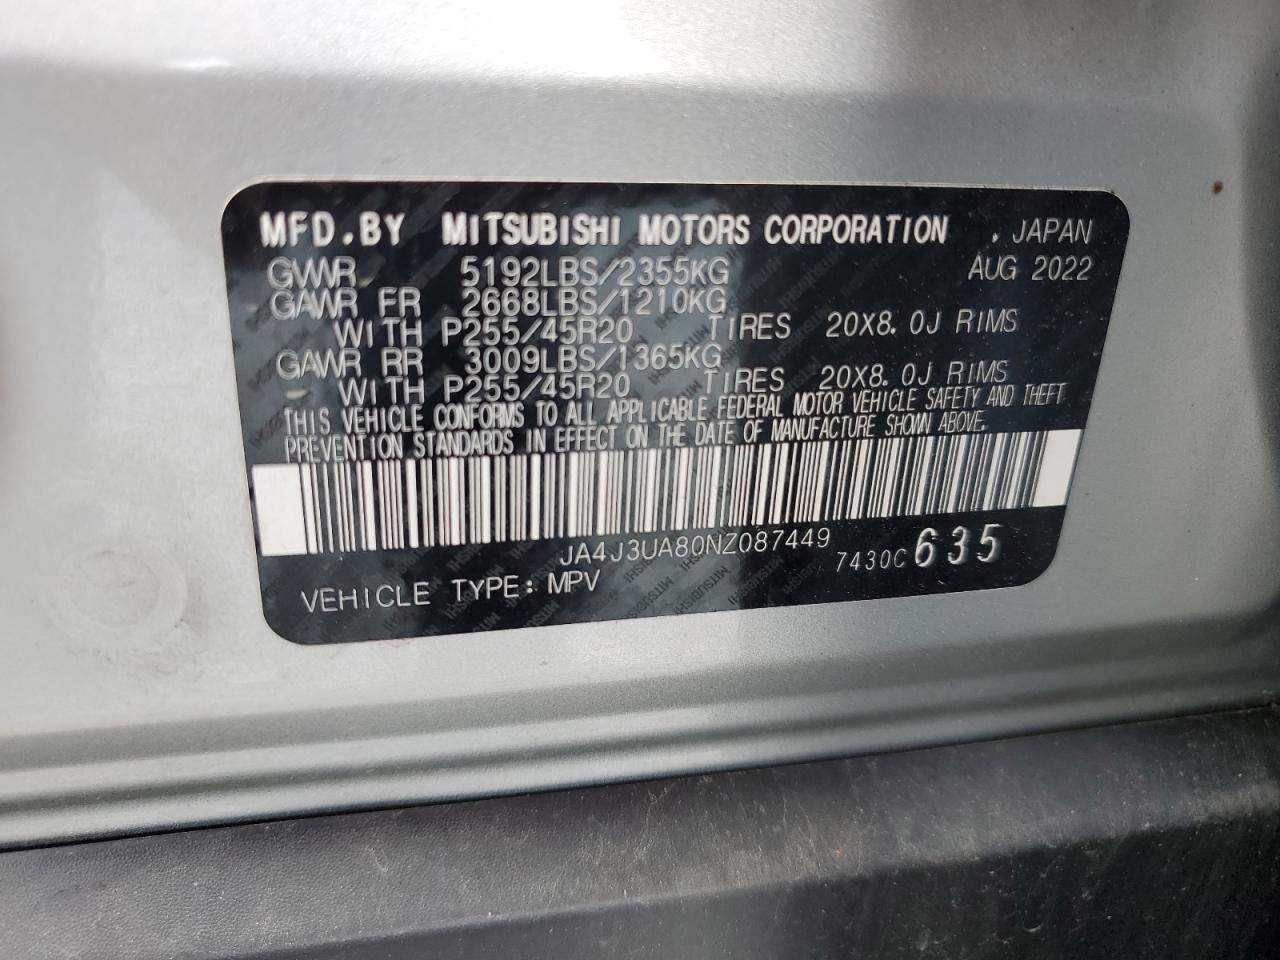 MFD.BY MITSUBISHI MOTORS CORPORATION . JAPAN
GVWR 5192LBS/2355KG AUG 2022
GAWR FR 2668LBS/1210KG
WITH P255/45R20 TIRES 20X8.0J RIMS
GAWR RR 3009LBS/1365KG
WITH P255/45R20 TIRES 20X8.0J RIMS
THIS VEHICLE CONFORMS TO ALL APPLICABLE FEDERAL MOTOR VEHICLE SAFETY AND THEFT
PREVENTION STANDARDS IN EFFECT ON THE DATE OF MANUFACTURE SHOWN ABOVE.
JA4J3UA80NZ087449 7430C 635
VEHICLE TYPE: MPV